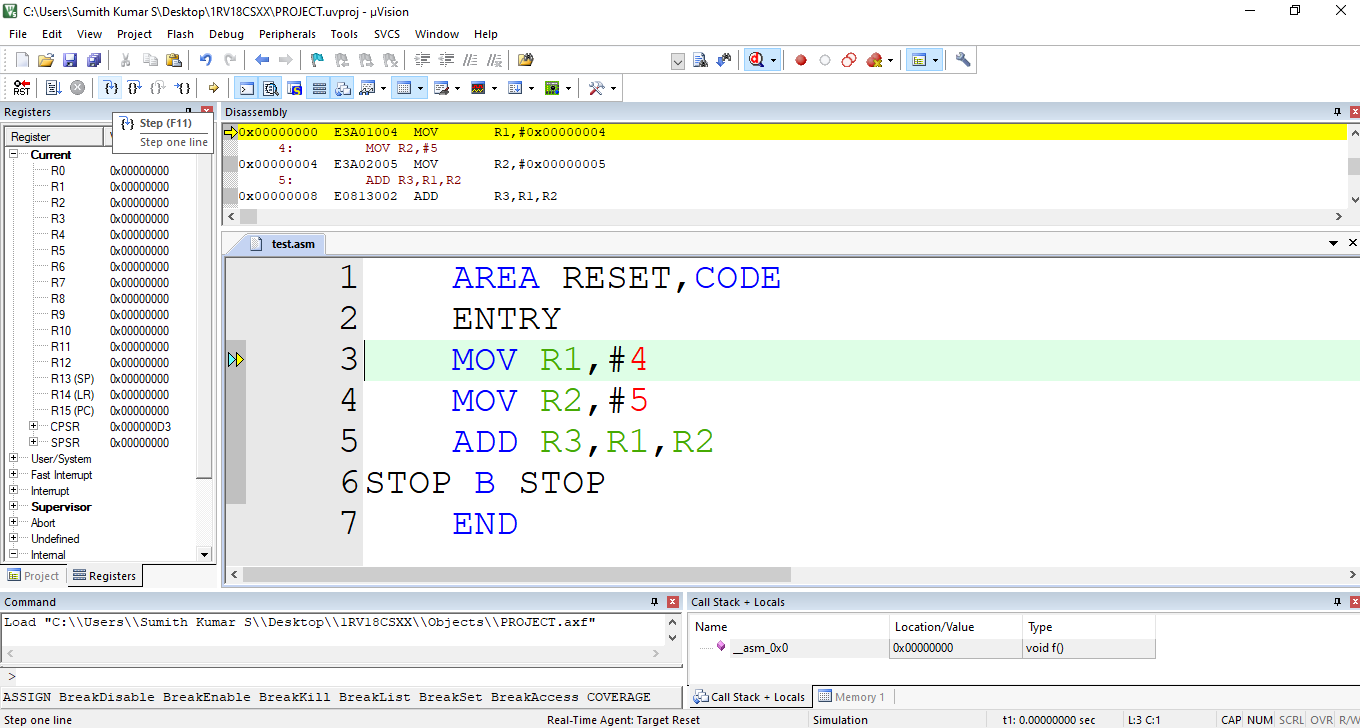 C:\Users\Sumith Kumar S\Desktop\1RV18CSXX\PROJECT.uvproj - µVision
File Edit View Project Flash Debug Peripherals Tools SVCS Window Help
RST
Registers
Disassembly
Step (F11)
Step one line
Register
Current
R0 0x00000000
R1 0x00000000
R2 0x00000000
R3 0x00000000
R4 0x00000000
R5 0x00000000
R6 0x00000000
R7 0x00000000
R8 0x00000000
R9 0x00000000
R10 0x00000000
R11 0x00000000
R12 0x00000000
R13 (SP) 0x00000000
R14 (LR) 0x00000000
R15 (PC) 0x00000000
CPSR 0x000000D3
SPSR 0x00000000
User/System
Fast Interrupt
Interrupt
Supervisor
Abort
Undefined
Internal
Project Registers
0x00000000 E3A01004 MOV R1,#0x00000004
4: MOV R2,#5
0x00000004 E3A02005 MOV R2,#0x00000005
5: ADD R3,R1,R2
0x00000008 E0813002 ADD R3,R1,R2
test.asm
1 AREA RESET,CODE
2 ENTRY
3 MOV R1,#4
4 MOV R2,#5
5 ADD R3,R1,R2
6 STOP B STOP
7 END
Command
Load "C:\\Users\\Sumith Kumar S\\Desktop\\1RV18CSXX\\Objects\\PROJECT.axf"
>
ASSIGN BreakDisable BreakEnable BreakKill BreakList BreakSet BreakAccess COVERAGE
Call Stack + Locals
Name Location/Value Type
__asm_0x0 0x00000000 void f()
Call Stack + Locals Memory 1
Step one line Real-Time Agent: Target Reset Simulation t1: 0.00000000 sec L:3 C:1 CAP NUM SCRL OVR R/W